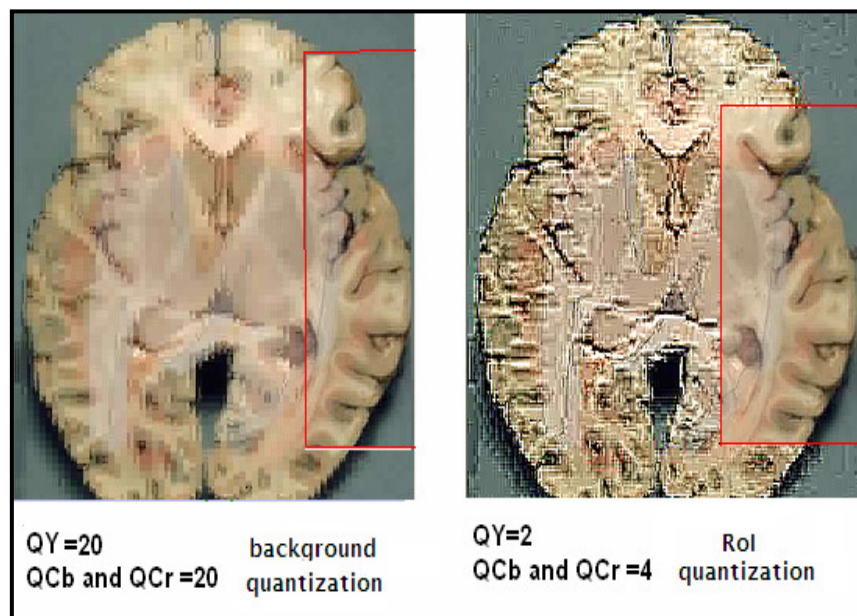 QY =20
QCb and QCr =20
background
quantization
QY=2
QCb and QCr =4
RoI
quantization